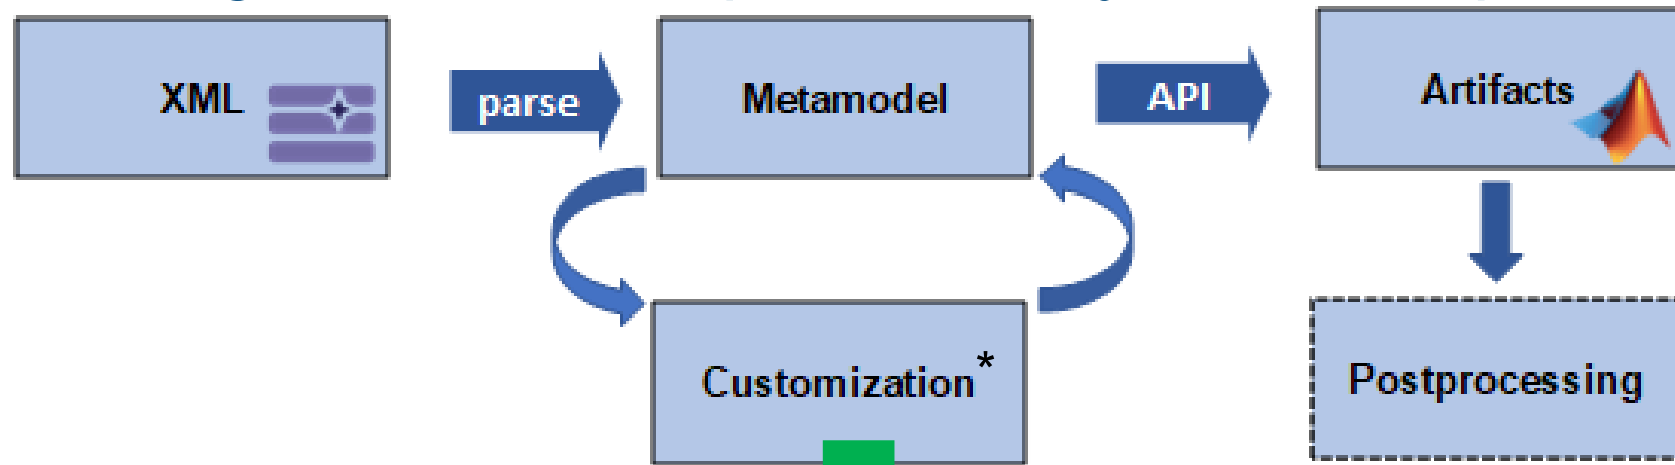 XML
parse
Metamodel
API
Artifacts
Customization*
Postprocessing